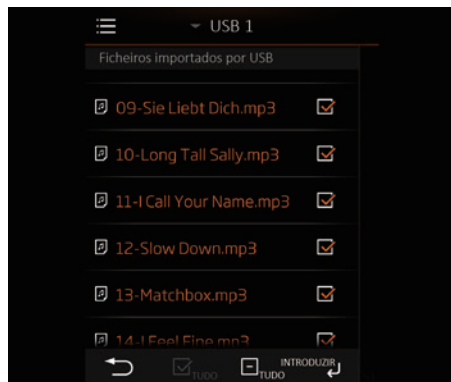 USB 1
Ficheiros importados por USB
09-Sie Liebt Dich.mp3
10-Long Tall Sally.mp3
11-I Call Your Name.mp3
12-Slow Down.mp3
13-Matchbox.mp3
14-I Feel Fine.mp3
TUDO TUDO INTRODUZIR